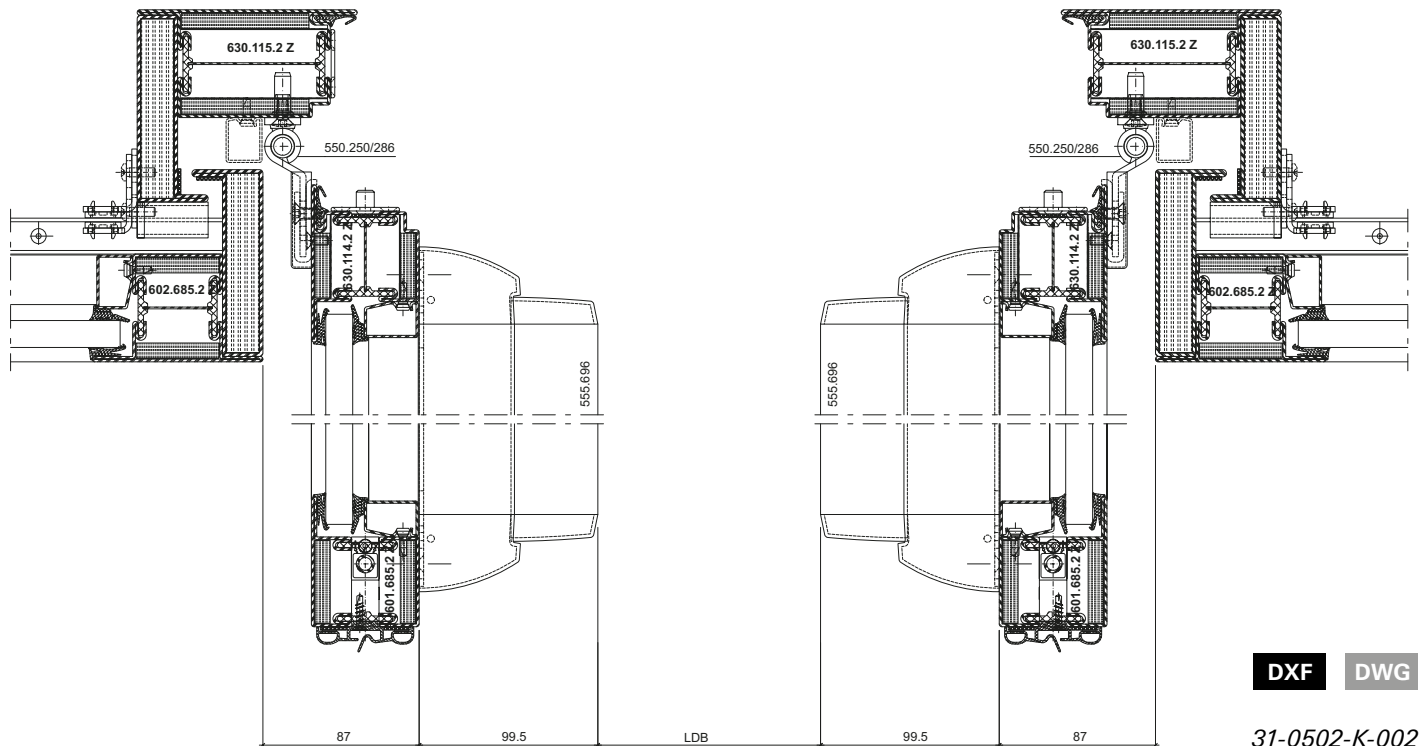 630.115.2 Z
630.115.2 Z
550.250/286
550.250/286
630.114.2 Z
630.114.2 Z
602.685.2 Z
602.685.2 Z
555.696
555.696
601.685.2 Z
601.685.2 Z
DXF DWG
87 99.5 LDB 99.5 87
31-0502-K-002